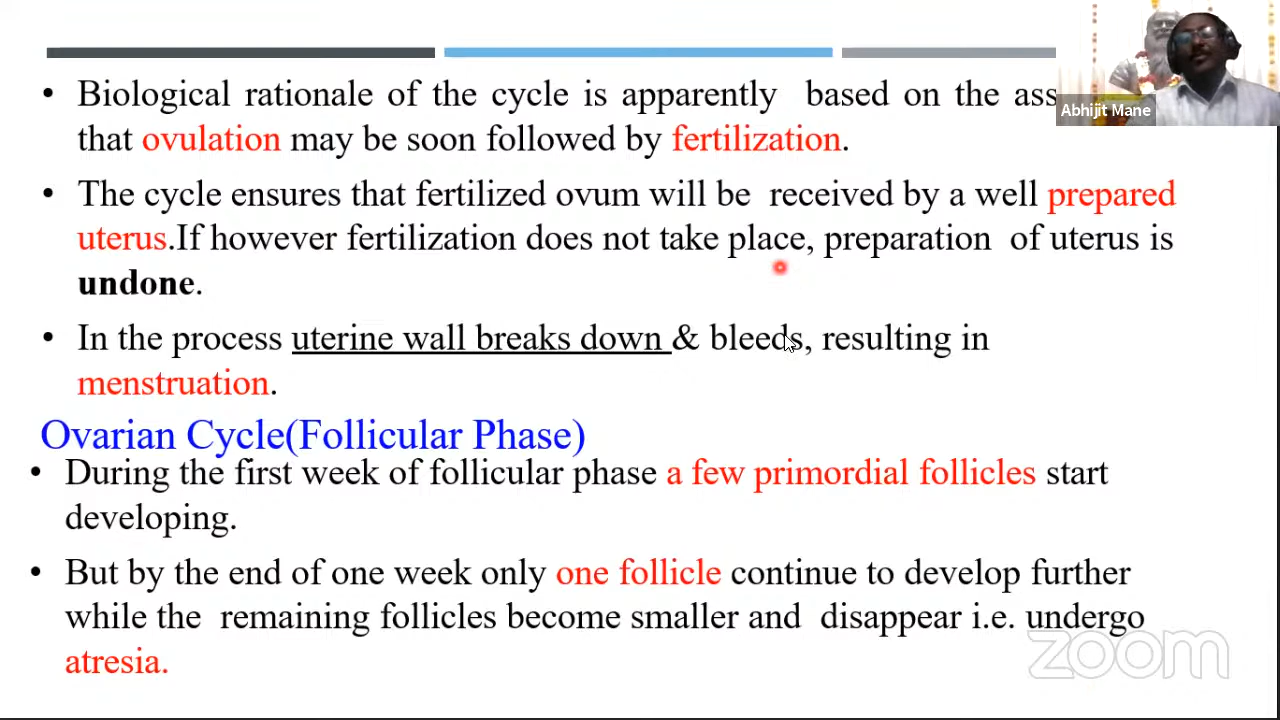 • Biological rationale of the cycle is apparently based on the
that ovulation may be soon followed by fertilization.
• The cycle ensures that fertilized ovum will be received by a well prepared
uterus.If however fertilization does not take place, preparation of uterus is
undone.
• In the process uterine wall breaks down & bleeds, resulting in
menstruation.
Ovarian Cycle(Follicular Phase)
• During the first week of follicular phase a few primordial follicles start
developing.
• But by the end of one week only one follicle continue to develop further
while the remaining follicles become smaller and disappear i.e. undergo
atresia.
Abhijit Mane
zoom